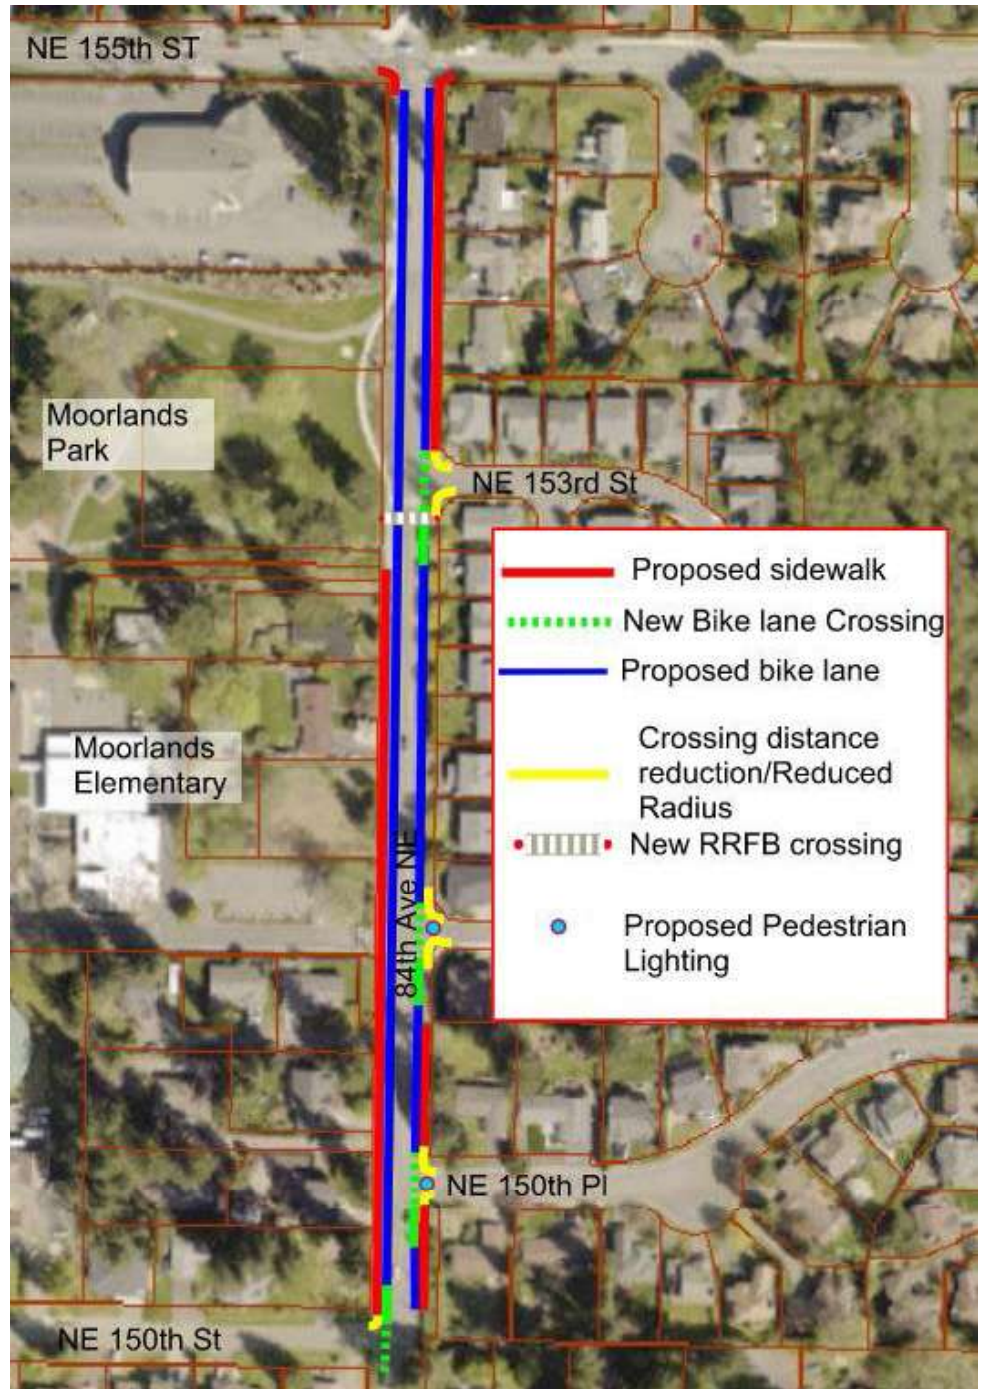 NE 155th ST
Moorlands
Park
NE 153rd St
Proposed sidewalk
New Bike lane Crossing
Proposed bike lane
Crossing distance
reduction/Reduced
Radius
New RRFB crossing
Proposed Pedestrian
Lighting
Moorlands
Elementary
84th Ave NE
NE 150th Pl
NE 150th St